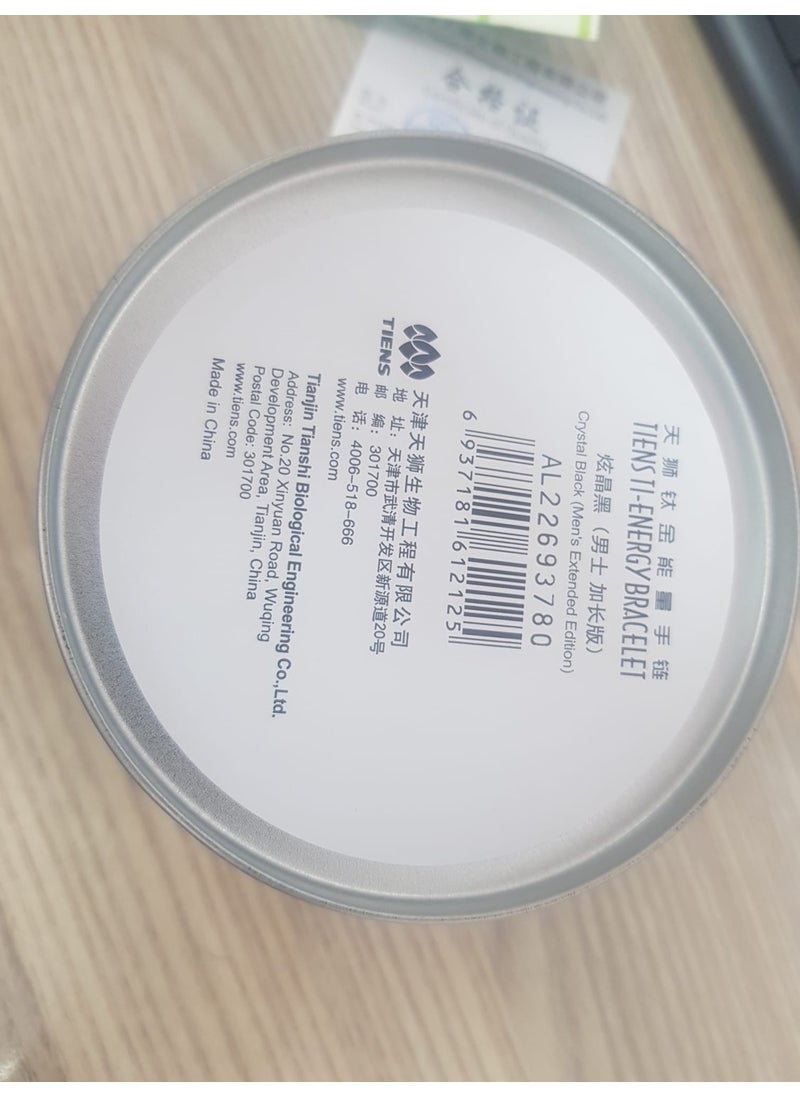 合格证
天狮钛金能量手链
TIENS TI-ENERGY BRACELET
炫晶黑（男士 加长版）
Crystal Black (Men's Extended Edition)
AL22693780
6 937181 612125
TIENS
天津天狮生物工程有限公司
地 址：天津市武清开发区新源道20号
邮 编：301700
电 话：4006-518-666
www.tiens.com
Tianjin Tianshi Biological Engineering Co.,Ltd.
Address: No.20 Xinyuan Road, Wuqing
Development Area, Tianjin, China
Postal Code: 301700
www.tiens.com
Made in China